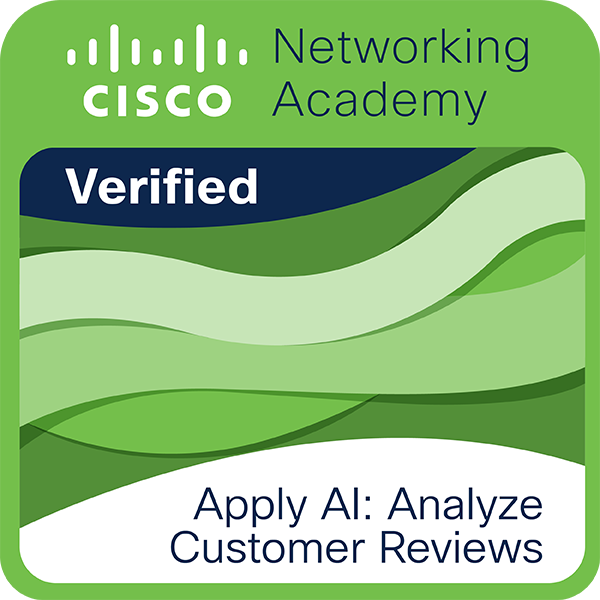 CISCO
Networking
Academy
Verified
Apply AI: Analyze
Customer Reviews